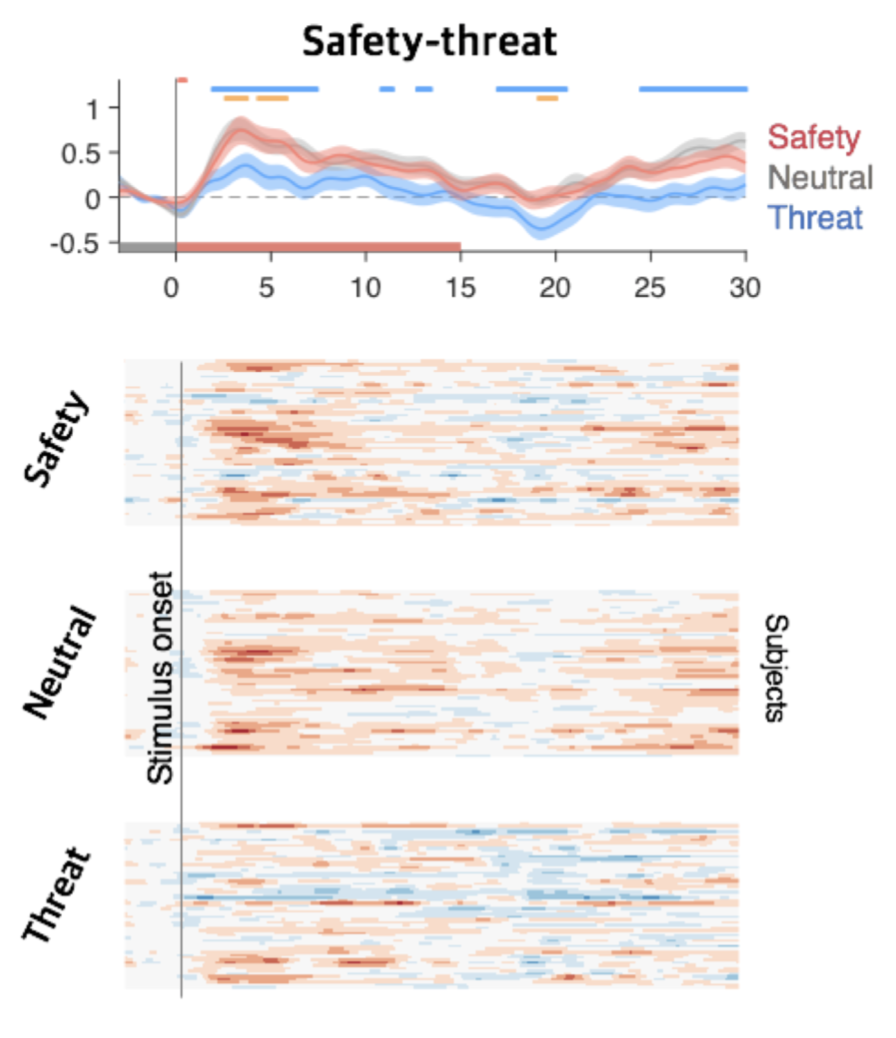 Safety-threat
1
0.5
0
-0.5
0 5 10 15 20 25 30
Safety
Neutral
Threat
Safety
Neutral
Threat
Stimulus onset
Subjects